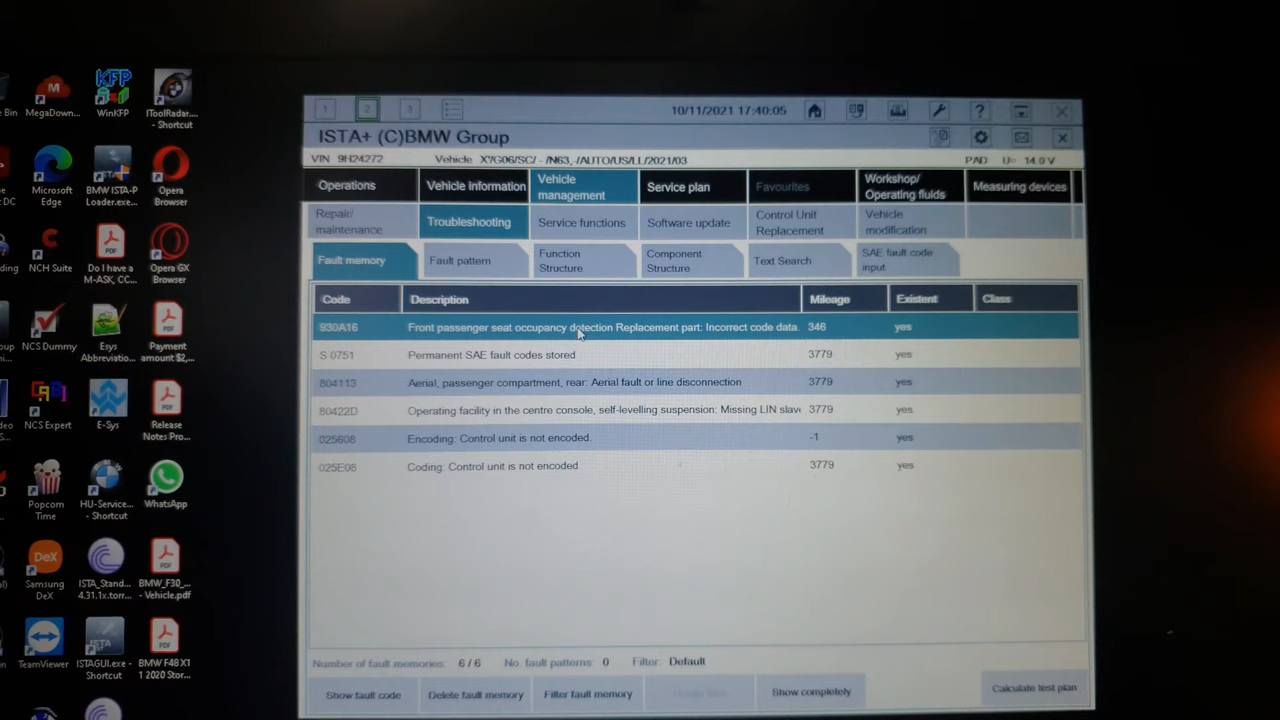 Bin
MegaDown...
WinKFP
IToolRadar....
- Shortcut
DC
Microsoft
Edge
BMW ISTA-P
Loader.exe...
Opera
Browser
ding
NCH Suite
Do I have a
M-ASK, CC...
Opera GX
Browser
NCS Dummy
Esys
Abbreviatio...
Payment
amount $2,...
NCS Expert
E-Sys
Release
Notes Pro...
Popcorn
Time
HU-Service...
- Shortcut
WhatsApp
DeX
Samsung
DeX
ISTA_Stand...
4.31.1x.torr...
BMW_F30_...
- Vehicle.pdf
TeamViewer
ISTA
ISTAGUI.exe -
Shortcut
BMW F48 X1
1 2020 Stor...
1 2 3
10/11/2021 17:40:05
?
ISTA+ (C)BMW Group
VIN 9H24272 Vehicle X'/G06/SC/ - /N63, /AUTO/US/LL/2021/03 PAD U= 14.0 V
Operations
Vehicle information
Vehicle
management
Service plan
Favourites
Workshop/
Operating fluids
Measuring devices
Repair/
maintenance
Troubleshooting
Service functions
Software update
Control Unit
Replacement
Vehicle
modification
Fault memory
Fault pattern
Function
Structure
Component
Structure
Text Search
SAE fault code
input
Code Description Mileage Existent Class
930A16 Front passenger seat occupancy detection Replacement part: Incorrect code data. 346 yes
S 0751 Permanent SAE fault codes stored 3779 yes
804113 Aerial, passenger compartment, rear: Aerial fault or line disconnection 3779 yes
80422D Operating facility in the centre console, self-levelling suspension: Missing LIN slave 3779 yes
025608 Encoding: Control unit is not encoded. -1 yes
025E08 Coding: Control unit is not encoded 3779 yes
Number of fault memories: 6 / 6 No. fault patterns: 0 Filter: Default
Show fault code
Delete fault memory
Filter fault memory
Show completely
Calculate test plan